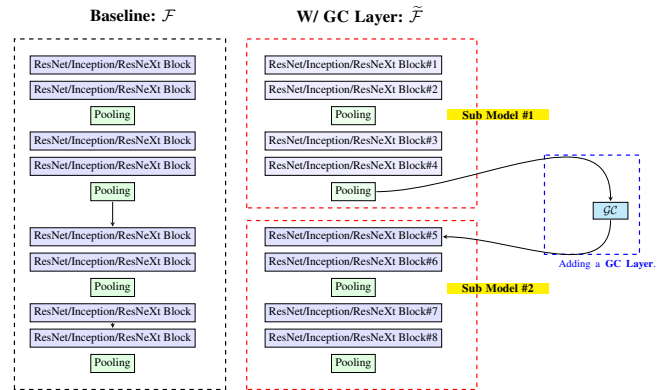 Baseline: F
ResNet/Inception/ResNeXt Block
ResNet/Inception/ResNeXt Block
Pooling
ResNet/Inception/ResNeXt Block
ResNet/Inception/ResNeXt Block
Pooling
ResNet/Inception/ResNeXt Block
ResNet/Inception/ResNeXt Block
Pooling
ResNet/Inception/ResNeXt Block
ResNet/Inception/ResNeXt Block
Pooling
W/ GC Layer: F̃
ResNet/Inception/ResNeXt Block#1
ResNet/Inception/ResNeXt Block#2
Pooling
ResNet/Inception/ResNeXt Block#3
ResNet/Inception/ResNeXt Block#4
Pooling
Sub Model #1
GC
Adding a GC Layer.
ResNet/Inception/ResNeXt Block#5
ResNet/Inception/ResNeXt Block#6
Pooling
ResNet/Inception/ResNeXt Block#7
ResNet/Inception/ResNeXt Block#8
Pooling
Sub Model #2